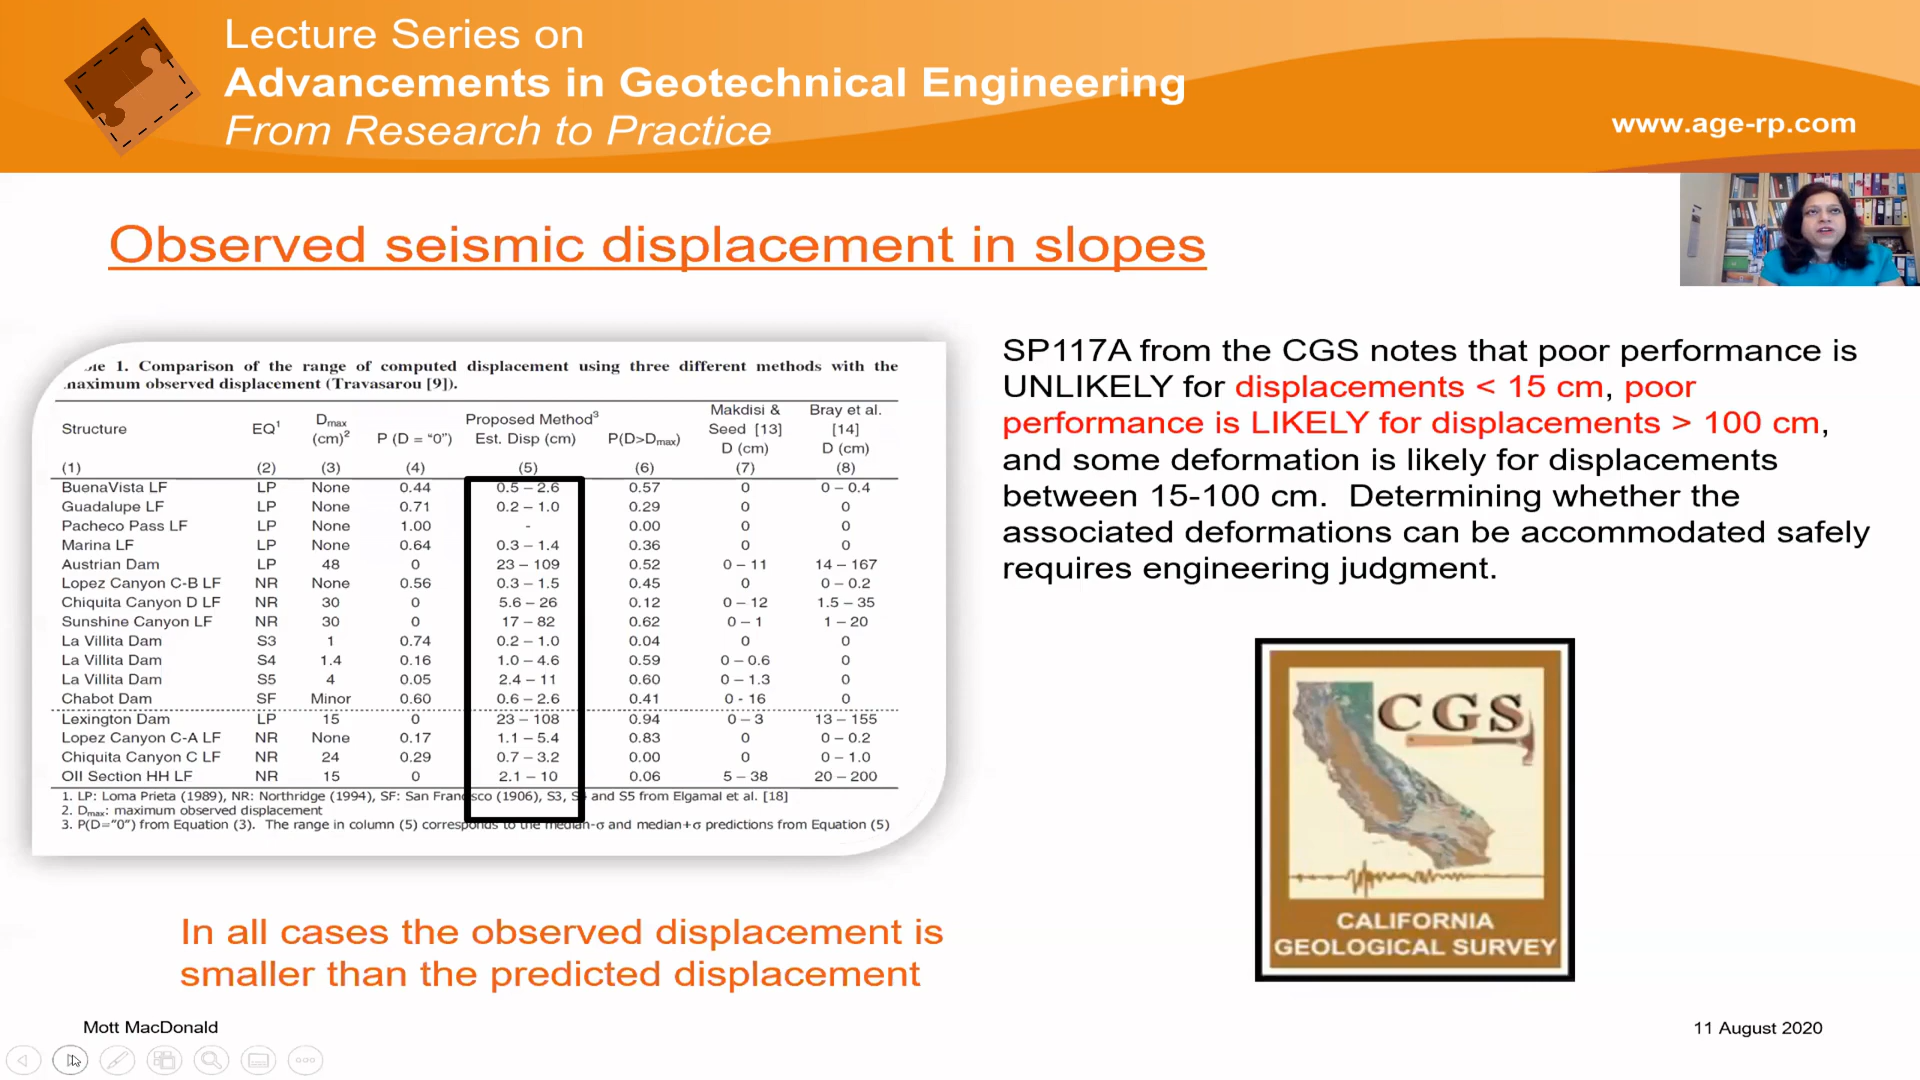 Lecture Series on
Advancements in Geotechnical Engineering
From Research to Practice
www.age-rp.com
Observed seismic displacement in slopes
1. Comparison of the range of computed displacement using three different methods with the
maximum observed displacement (Travasarou [9]).
Structure EQ1 Dmax (cm)2 P (D = “0”) Proposed Method3 Est. Disp (cm) P(D>Dmax) Makdisi & Seed [13] D (cm) Bray et al. [14] D (cm)
(1) (2) (3) (4) (5) (6) (7) (8)
BuenaVista LF LP None 0.44 0.5 – 2.6 0.57 0 0 – 0.4
Guadalupe LF LP None 0.71 0.2 – 1.0 0.29 0 0
Pacheco Pass LF LP None 1.00 - 0.00 0 0
Marina LF LP None 0.64 0.3 – 1.4 0.36 0 0
Austrian Dam LP 48 0 23 – 109 0.52 0 – 11 14 – 167
Lopez Canyon C-B LF NR None 0.56 0.3 – 1.5 0.45 0 0 – 0.2
Chiquita Canyon D LF NR 30 0 5.6 – 26 0.12 0 – 12 1.5 – 35
Sunshine Canyon LF NR 30 0 17 – 82 0.62 0 – 1 1 – 20
La Villita Dam S3 1 0.74 0.2 – 1.0 0.04 0 0
La Villita Dam S4 1.4 0.16 1.0 – 4.6 0.59 0 – 0.6 0
La Villita Dam S5 4 0.05 2.4 – 11 0.60 0 – 1.3 0
Chabot Dam SF Minor 0.60 0.6 – 2.6 0.41 0 - 16 0
Lexington Dam LP 15 0 23 – 108 0.94 0 – 3 13 – 155
Lopez Canyon C-A LF NR None 0.17 1.1 – 5.4 0.83 0 0 – 0.2
Chiquita Canyon C LF NR 24 0.29 0.7 – 3.2 0.00 0 0 – 1.0
OII Section HH LF NR 15 0 2.1 – 10 0.06 5 – 38 20 – 200
1. LP: Loma Prieta (1989), NR: Northridge (1994), SF: San Francisco (1906), S3, S4 and S5 from Elgamal et al. [18]
2. Dmax: maximum observed displacement
3. P(D=“0”) from Equation (3). The range in column (5) corresponds to the median-σ and median+σ predictions from Equation (5)
In all cases the observed displacement is
smaller than the predicted displacement
SP117A from the CGS notes that poor performance is
UNLIKELY for displacements < 15 cm, poor
performance is LIKELY for displacements > 100 cm,
and some deformation is likely for displacements
between 15-100 cm. Determining whether the
associated deformations can be accommodated safely
requires engineering judgment.
CGS
CALIFORNIA
GEOLOGICAL SURVEY
Mott MacDonald
11 August 2020